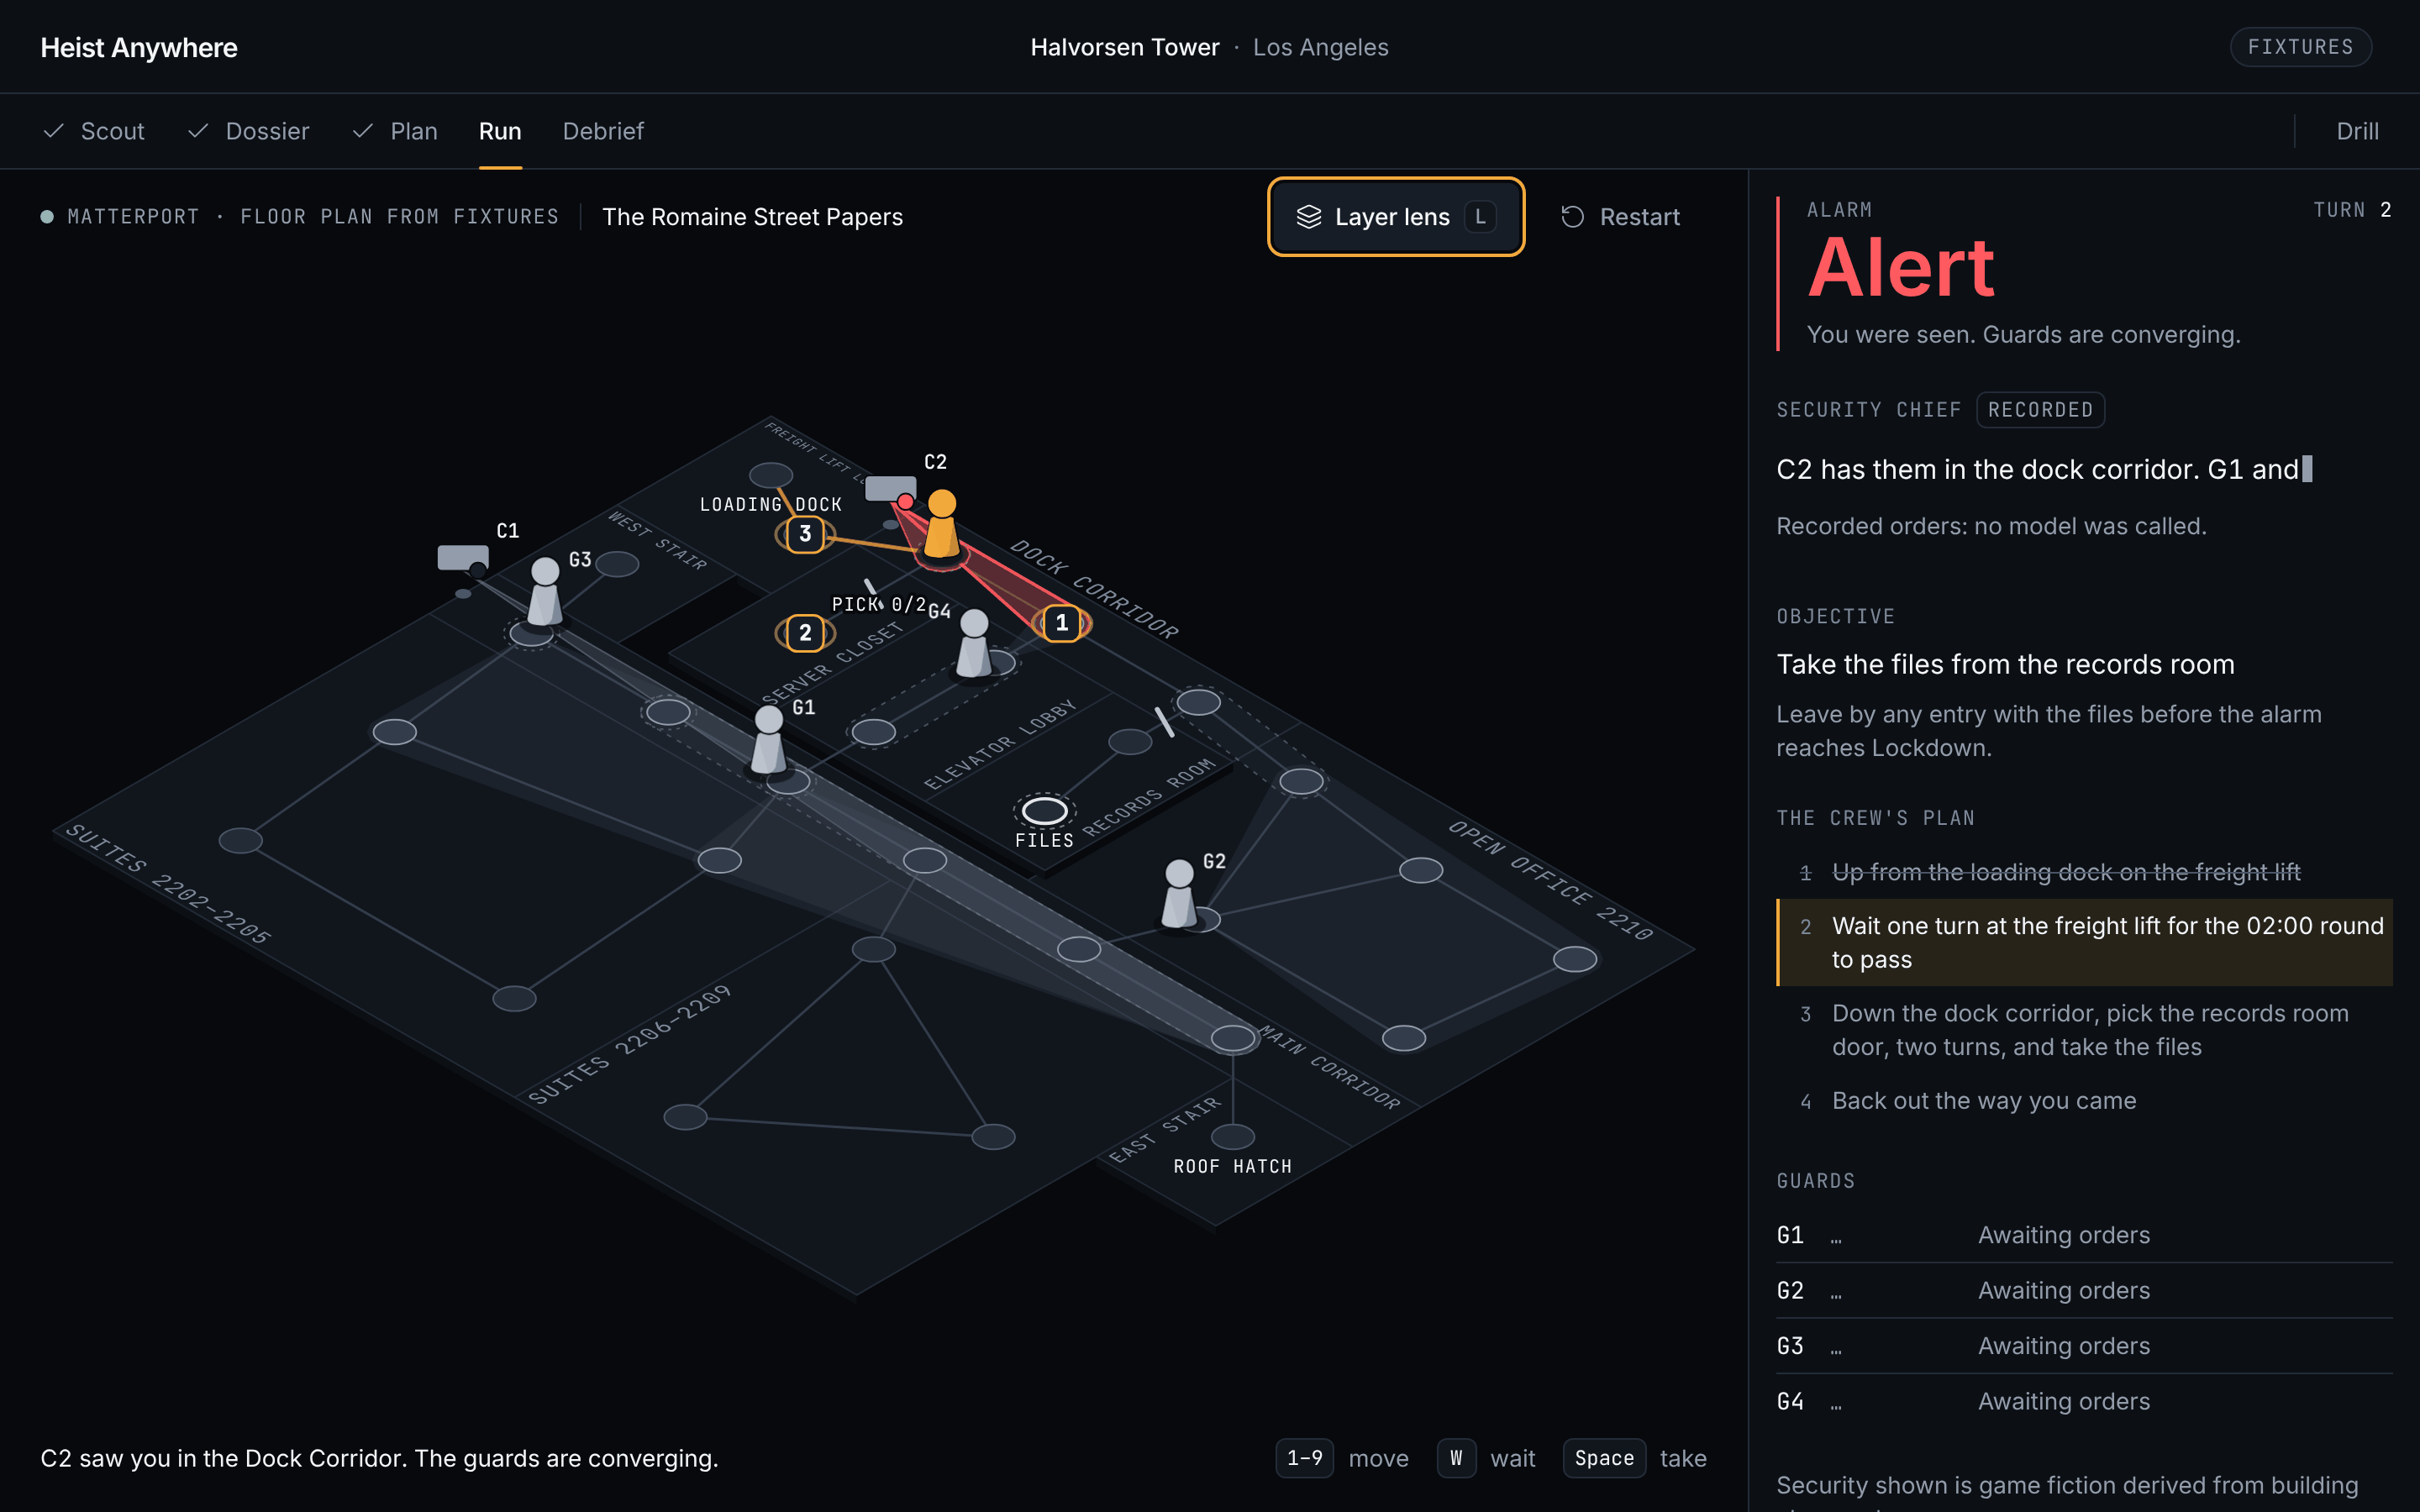 Heist Anywhere
Halvorsen Tower · Los Angeles
FIXTURES
Scout
Dossier
Plan
Run
Debrief
Drill
MATTERPORT · FLOOR PLAN FROM FIXTURES
The Romaine Street Papers
Layer lens L
Restart
FREIGHT LIFT
C2
LOADING DOCK
3
WEST STAIR
C1
G3
DOCK CORRIDOR
PICK 0/2
G4
2
1
SERVER CLOSET
G1
ELEVATOR LOBBY
RECORDS ROOM
FILES
SUITES 2202-2205
OPEN OFFICE 2210
G2
SUITES 2206-2209
MAIN CORRIDOR
EAST STAIR
ROOF HATCH
C2 saw you in the Dock Corridor. The guards are converging.
1–9 move W wait Space take
ALARM
TURN 2
Alert
You were seen. Guards are converging.
SECURITY CHIEF RECORDED
C2 has them in the dock corridor. G1 and
Recorded orders: no model was called.
OBJECTIVE
Take the files from the records room
Leave by any entry with the files before the alarm
reaches Lockdown.
THE CREW'S PLAN
1 Up from the loading dock on the freight lift
2 Wait one turn at the freight lift for the 02:00 round
to pass
3 Down the dock corridor, pick the records room
door, two turns, and take the files
4 Back out the way you came
GUARDS
G1 … Awaiting orders
G2 … Awaiting orders
G3 … Awaiting orders
G4 … Awaiting orders
Security shown is game fiction derived from building